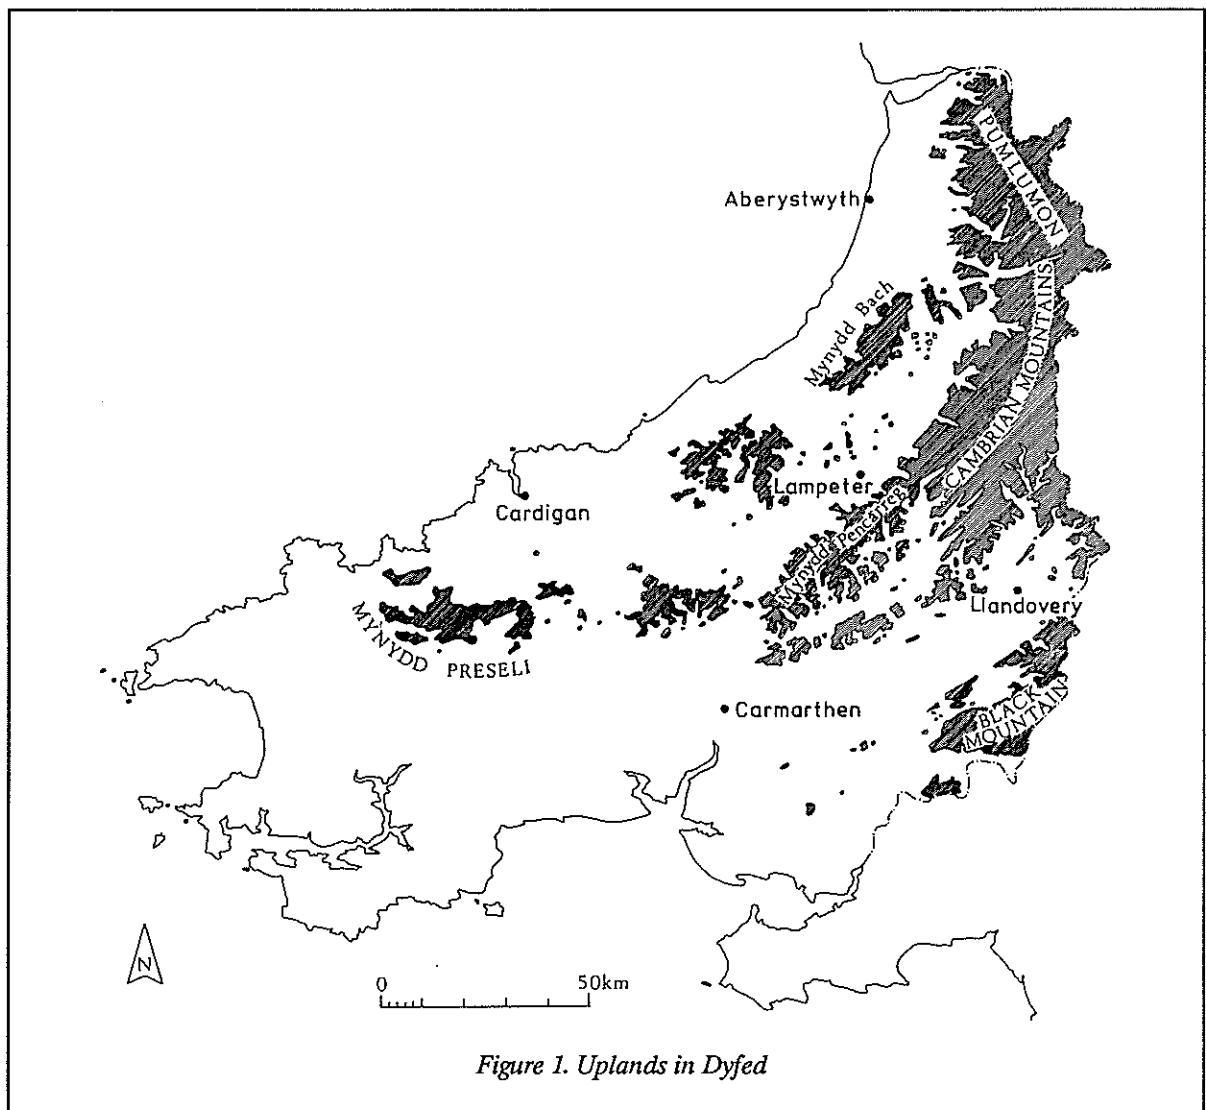 PUMLUMON
Aberystwyth
CAMBRIAN MOUNTAINS
Mynydd Bach
Lampeter
Cardigan
Mynydd Pencarreg
Llandovery
MYNYDD PRESELI
BLACK
MOUNTAIN
Carmarthen
N
0 50km
Figure 1. Uplands in Dyfed